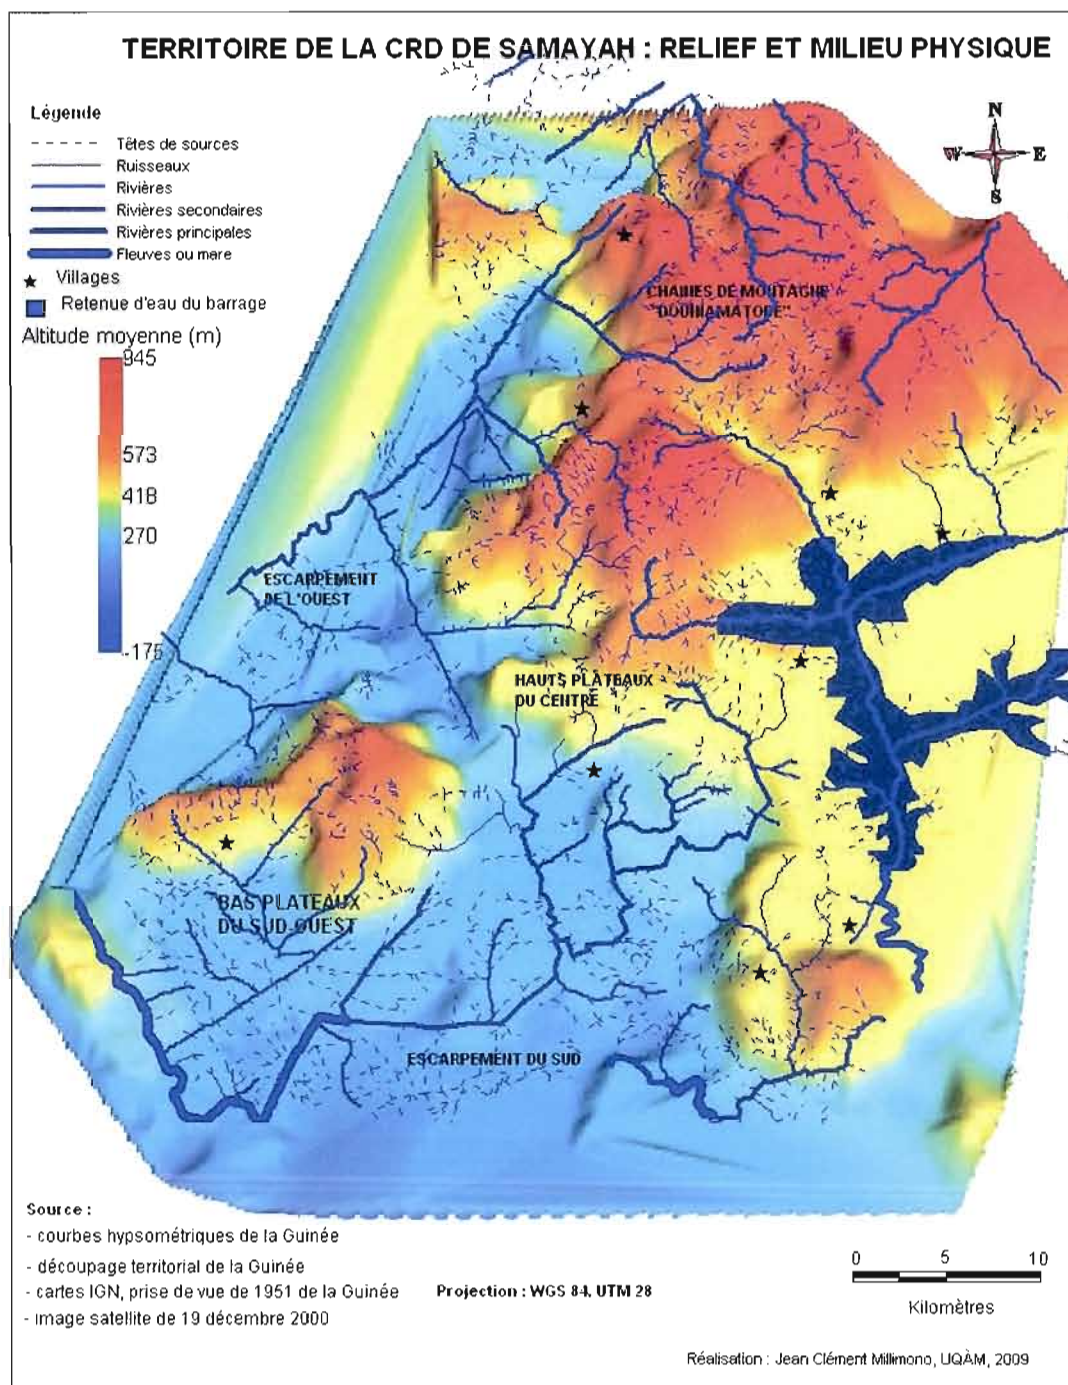 TERRITOIRE DE LA CRD DE SAMAYAH : RELIEF ET MILIEU PHYSIQUE
Légende
Têtes de sources
Ruisseaux
Rivières
Rivières secondaires
Rivières principales
Fleuves ou mare
Villages
Retenue d'eau du barrage
Altitude moyenne (m)
945
573
418
270
-175
N
W E
S
CHAINES DE MONTAGNE
ESCARPEMENT
DE L'OUEST
HAUTS PLATEAUX
DU CENTRE
BAS PLATEAUX
DU SUD-OUEST
ESCARPEMENT DU SUD
Source :
- courbes hypsométriques de la Guinée
- découpage territorial de la Guinée
- cartes IGN, prise de vue de 1951 de la Guinée
- image satellite de 19 décembre 2000
Projection : WGS 84, UTM 28
0 5 10
Kilomètres
Réalisation : Jean Clément Millimono, UQÀM, 2009